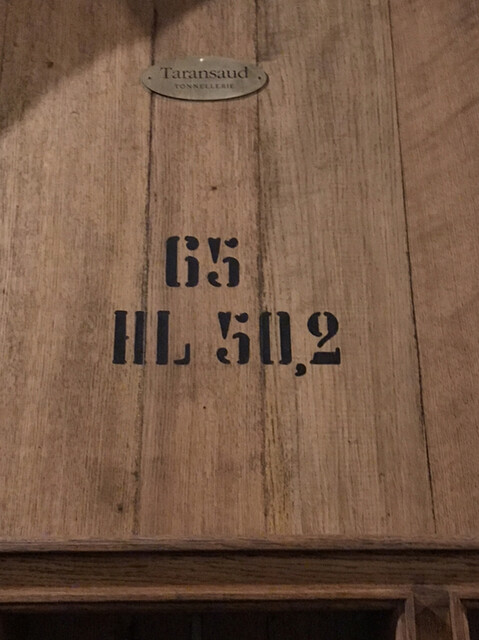 Taransaud
TONNELLERIE
65
HL 50,2